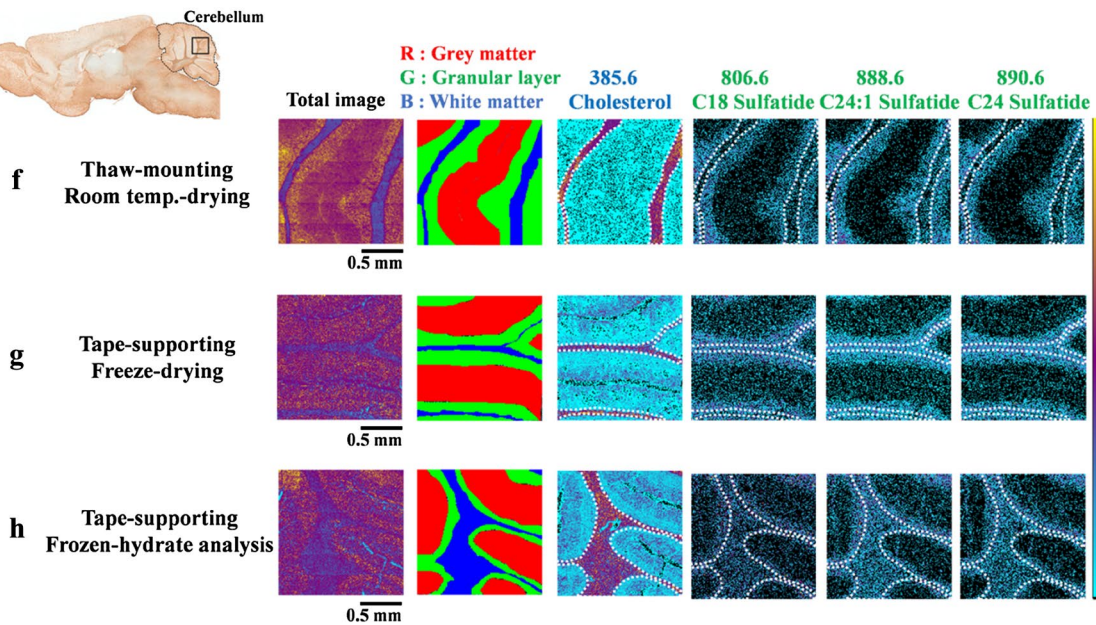 Cerebellum
R : Grey matter
G : Granular layer
B : White matter
Total image
385.6
Cholesterol
806.6
C18 Sulfatide
888.6
C24:1 Sulfatide
890.6
C24 Sulfatide
f
Thaw-mounting
Room temp.-drying
0.5 mm
g
Tape-supporting
Freeze-drying
0.5 mm
h
Tape-supporting
Frozen-hydrate analysis
0.5 mm